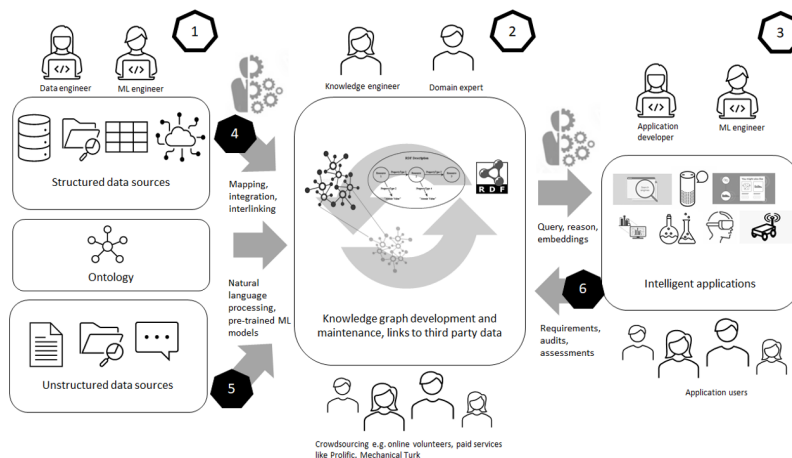 1
2
3
Data engineer
ML engineer
Knowledge engineer
Domain expert
Application
developer
ML engineer
4
Structured data sources
Mapping,
integration,
interlinking
RDF
Query, reason,
embeddings
Ontology
Natural
language
processing,
pre-trained ML
models
Knowledge graph development and
maintenance, links to third party data
6
Intelligent applications
Requirements,
audits,
assessments
Unstructured data sources
5
Application users
Crowdsourcing e.g. online volunteers, paid services
like Prolific, Mechanical Turk